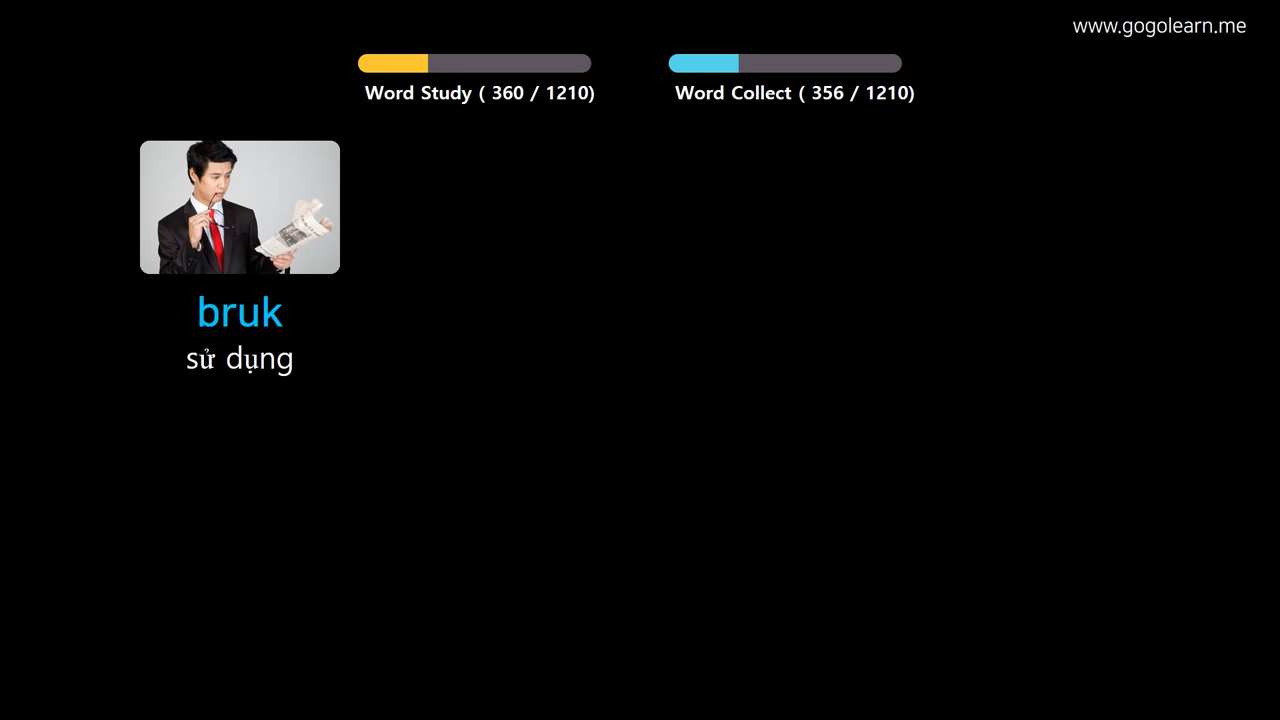 www.gogolearn.me
Word Study ( 360 / 1210)
Word Collect ( 356 / 1210)
bruk
sử dụng